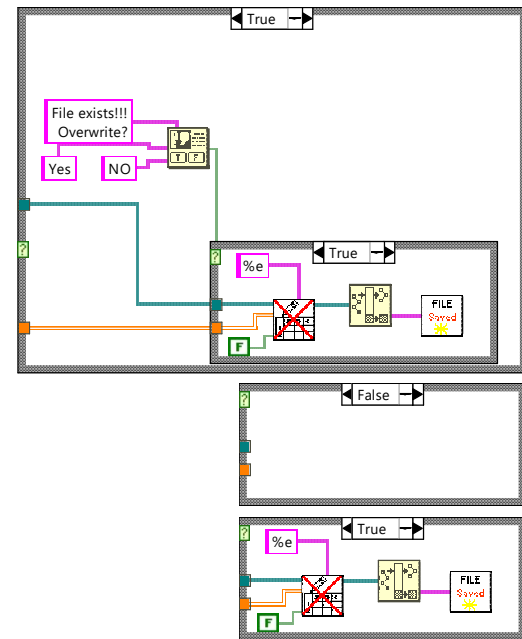 True
File exists!!!
Overwrite?
Yes
NO
T F
?
?
True
%e
F
FILE
Saved
False
?
True
?
%e
F
FILE
Saved